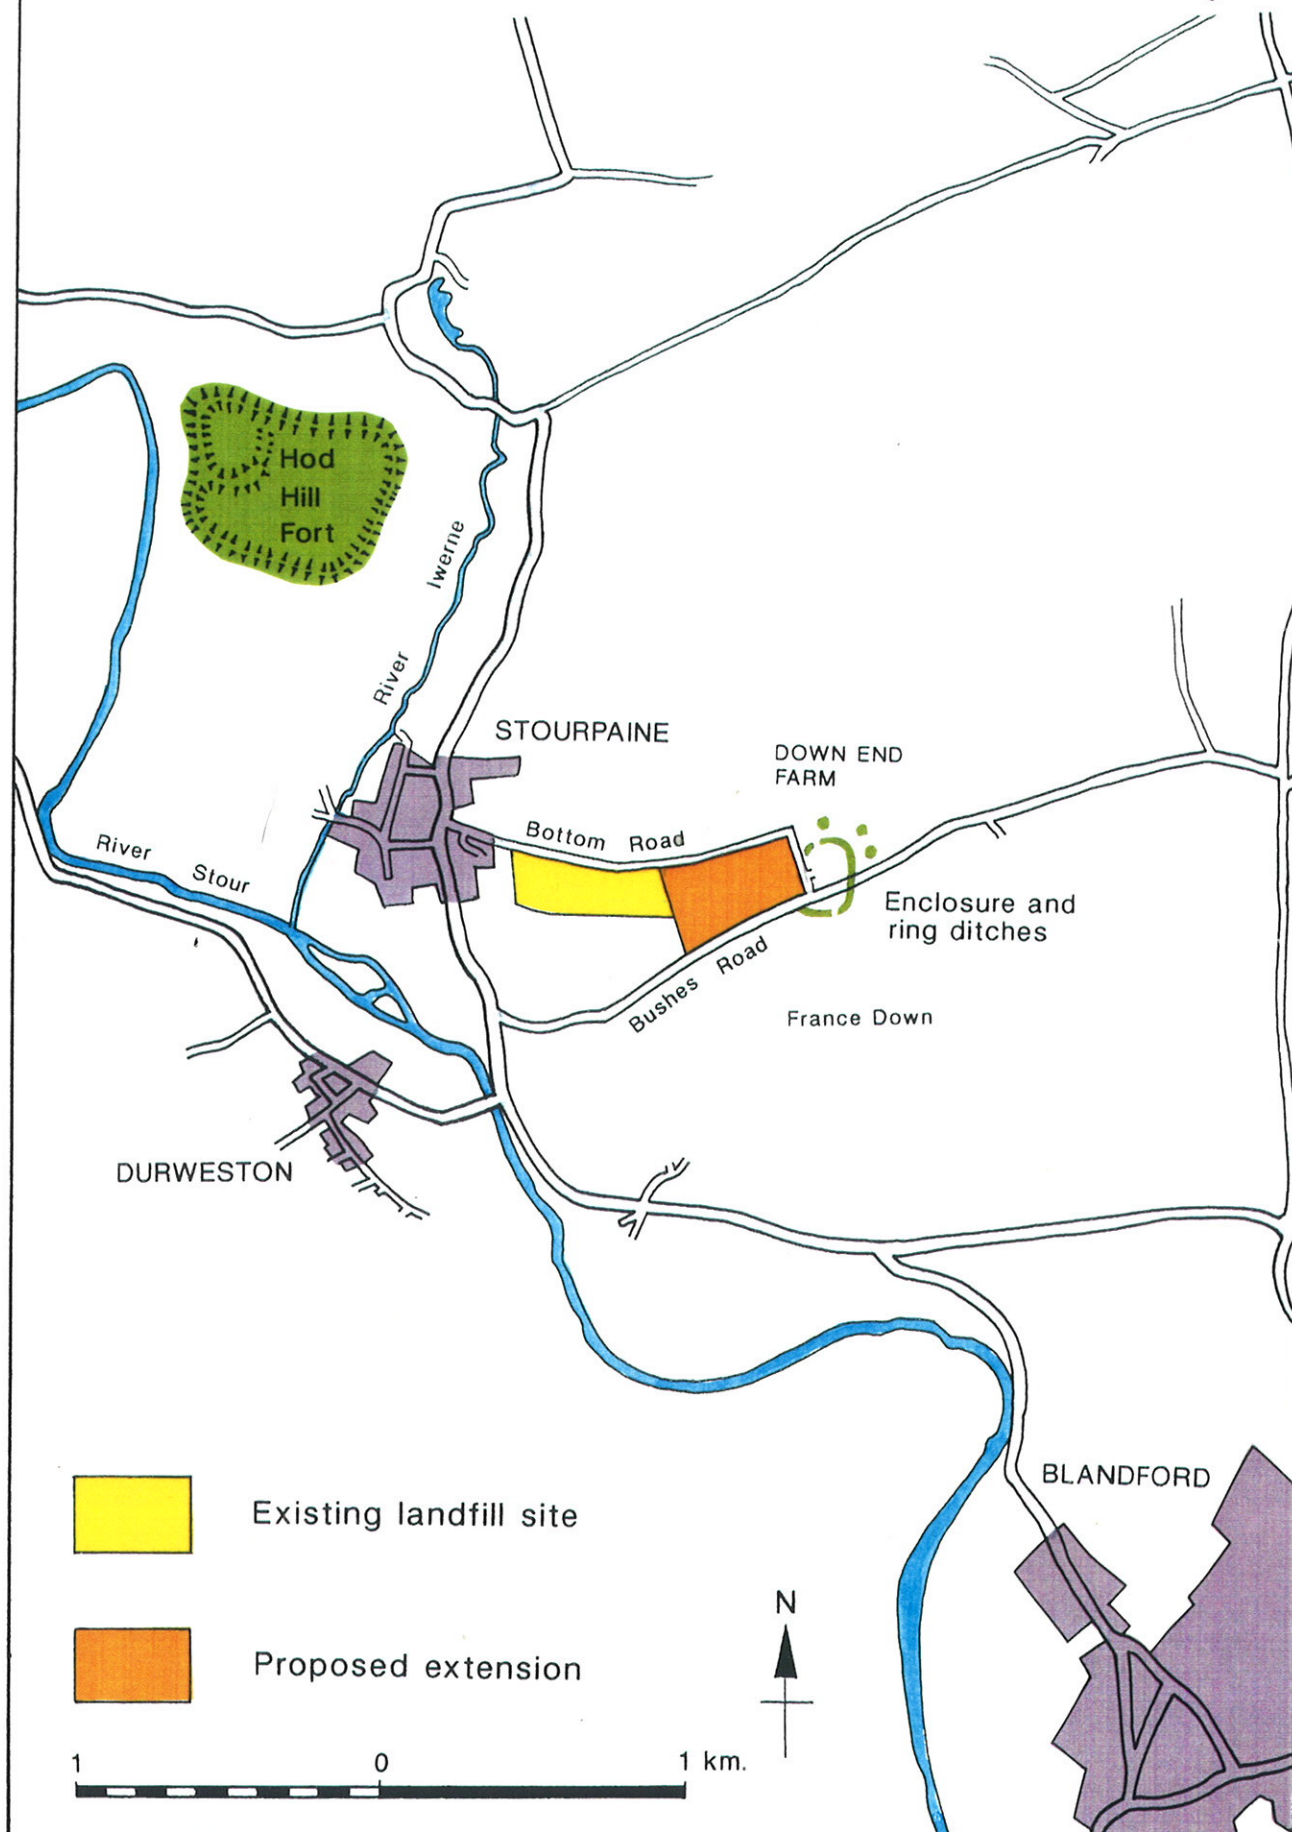 Hod
Hill
Fort
River Iwerne
STOURPAINE
DOWN END
FARM
Bottom Road
River Stour
Enclosure and
ring ditches
Bushes Road
France Down
DURWESTON
BLANDFORD
Existing landfill site
Proposed extension
N
1 0 1 km.